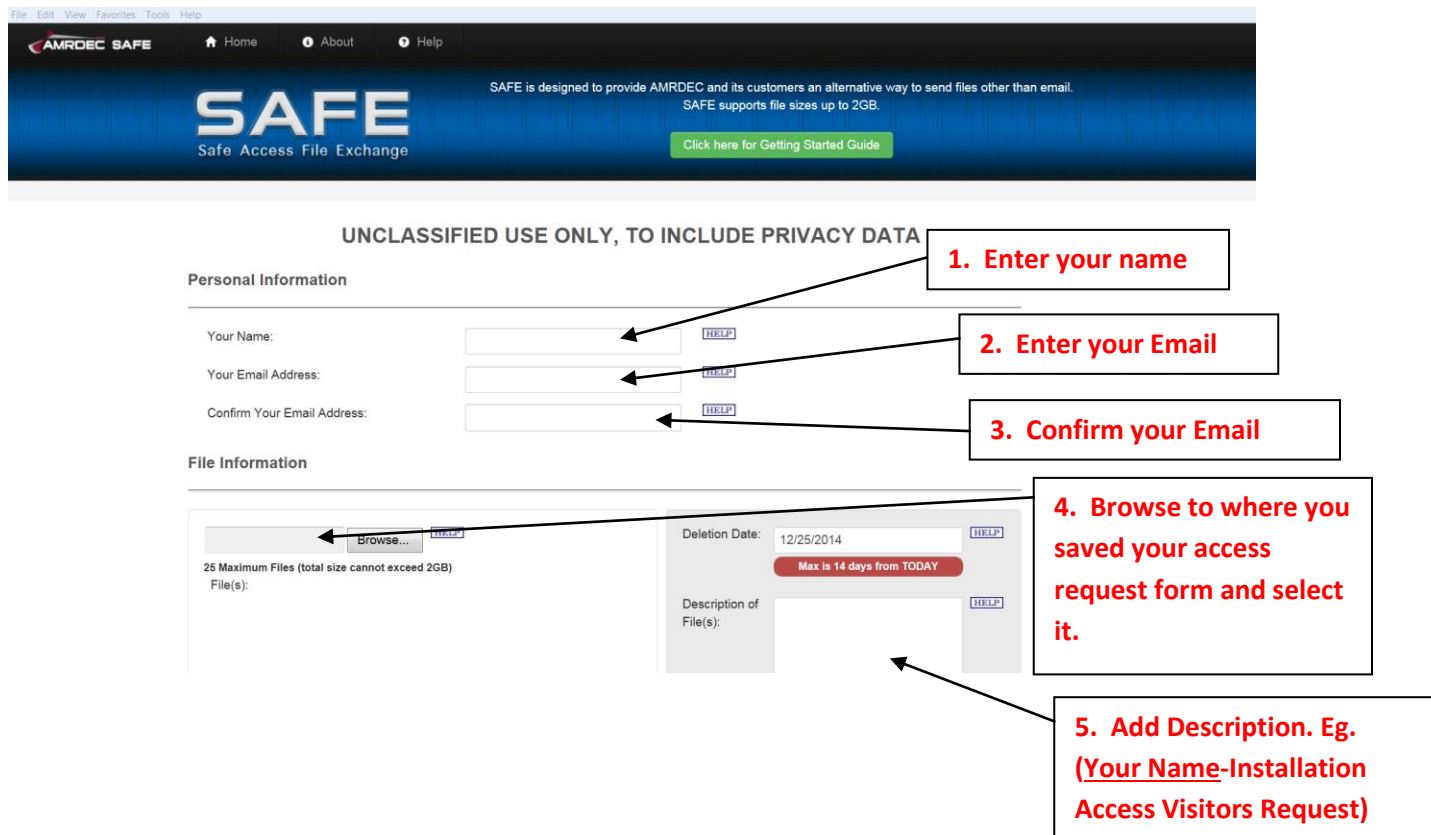 File Edit View Favorites Tools Help
AMRDEC SAFE Home About Help
SAFE
Safe Access File Exchange
SAFE is designed to provide AMRDEC and its customers an alternative way to send files other than email.
SAFE supports file sizes up to 2GB.
Click here for Getting Started Guide
UNCLASSIFIED USE ONLY, TO INCLUDE PRIVACY DATA
1. Enter your name
Personal Information
Your Name: HELP
2. Enter your Email
Your Email Address: HELP
Confirm Your Email Address: HELP
3. Confirm your Email
File Information
4. Browse to where you
saved your access
request form and select
it.
Browse... HELP
25 Maximum Files (total size cannot exceed 2GB)
File(s):
Deletion Date: 12/25/2014 HELP
Max is 14 days from TODAY
Description of
File(s):
HELP
5. Add Description. Eg.
(Your Name-Installation
Access Visitors Request)